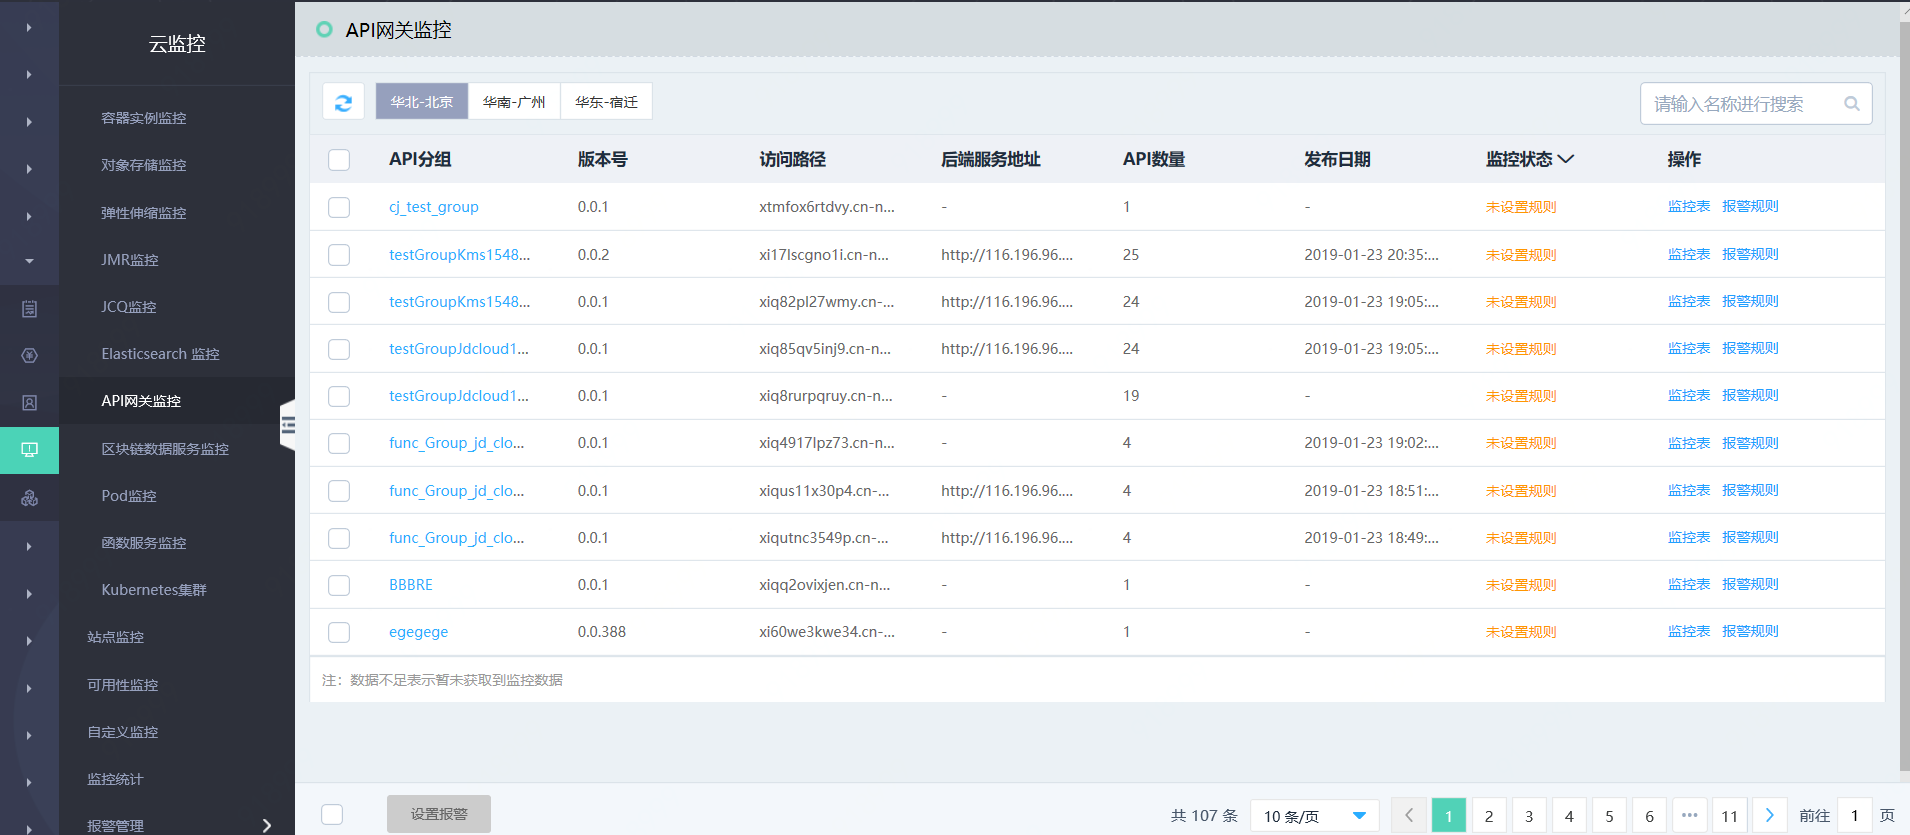 云监控
容器实例监控
对象存储监控
弹性伸缩监控
JMR监控
JCQ监控
Elasticsearch 监控
API网关监控
区块链数据服务监控
Pod监控
函数服务监控
Kubernetes集群
站点监控
可用性监控
自定义监控
监控统计
报警管理
API网关监控
华北-北京 华南-广州 华东-宿迁 请输入名称进行搜索
API分组 版本号 访问路径 后端服务地址 API数量 发布日期 监控状态 操作
cj_test_group 0.0.1 xtmfox6rtdvy.cn-n... - 1 - 未设置规则 监控表 报警规则
testGroupKms1548... 0.0.2 xi17lscgno1i.cn-n... http://116.196.96.... 25 2019-01-23 20:35:... 未设置规则 监控表 报警规则
testGroupKms1548... 0.0.1 xiq82pl27wmy.cn-... http://116.196.96.... 24 2019-01-23 19:05:... 未设置规则 监控表 报警规则
testGroupJdcloud1... 0.0.1 xiq85qv5inj9.cn-n... http://116.196.96.... 24 2019-01-23 19:05:... 未设置规则 监控表 报警规则
testGroupJdcloud1... 0.0.1 xiq8rurpqruy.cn-n... - 19 - 未设置规则 监控表 报警规则
func_Group_jd_clo... 0.0.1 xiq4917lpz73.cn-n... - 4 2019-01-23 19:02:... 未设置规则 监控表 报警规则
func_Group_jd_clo... 0.0.1 xiqus11x30p4.cn-... http://116.196.96.... 4 2019-01-23 18:51:... 未设置规则 监控表 报警规则
func_Group_jd_clo... 0.0.1 xiqutnc3549p.cn-... http://116.196.96.... 4 2019-01-23 18:49:... 未设置规则 监控表 报警规则
BBBRE 0.0.1 xiqq2ovixjen.cn-n... - 1 - 未设置规则 监控表 报警规则
egegege 0.0.388 xi60we3kwe34.cn-... - 1 - 未设置规则 监控表 报警规则
注：数据不足表示暂未获取到监控数据
设置报警 共 107 条 10 条/页 1 2 3 4 5 6 ··· 11 前往 1 页